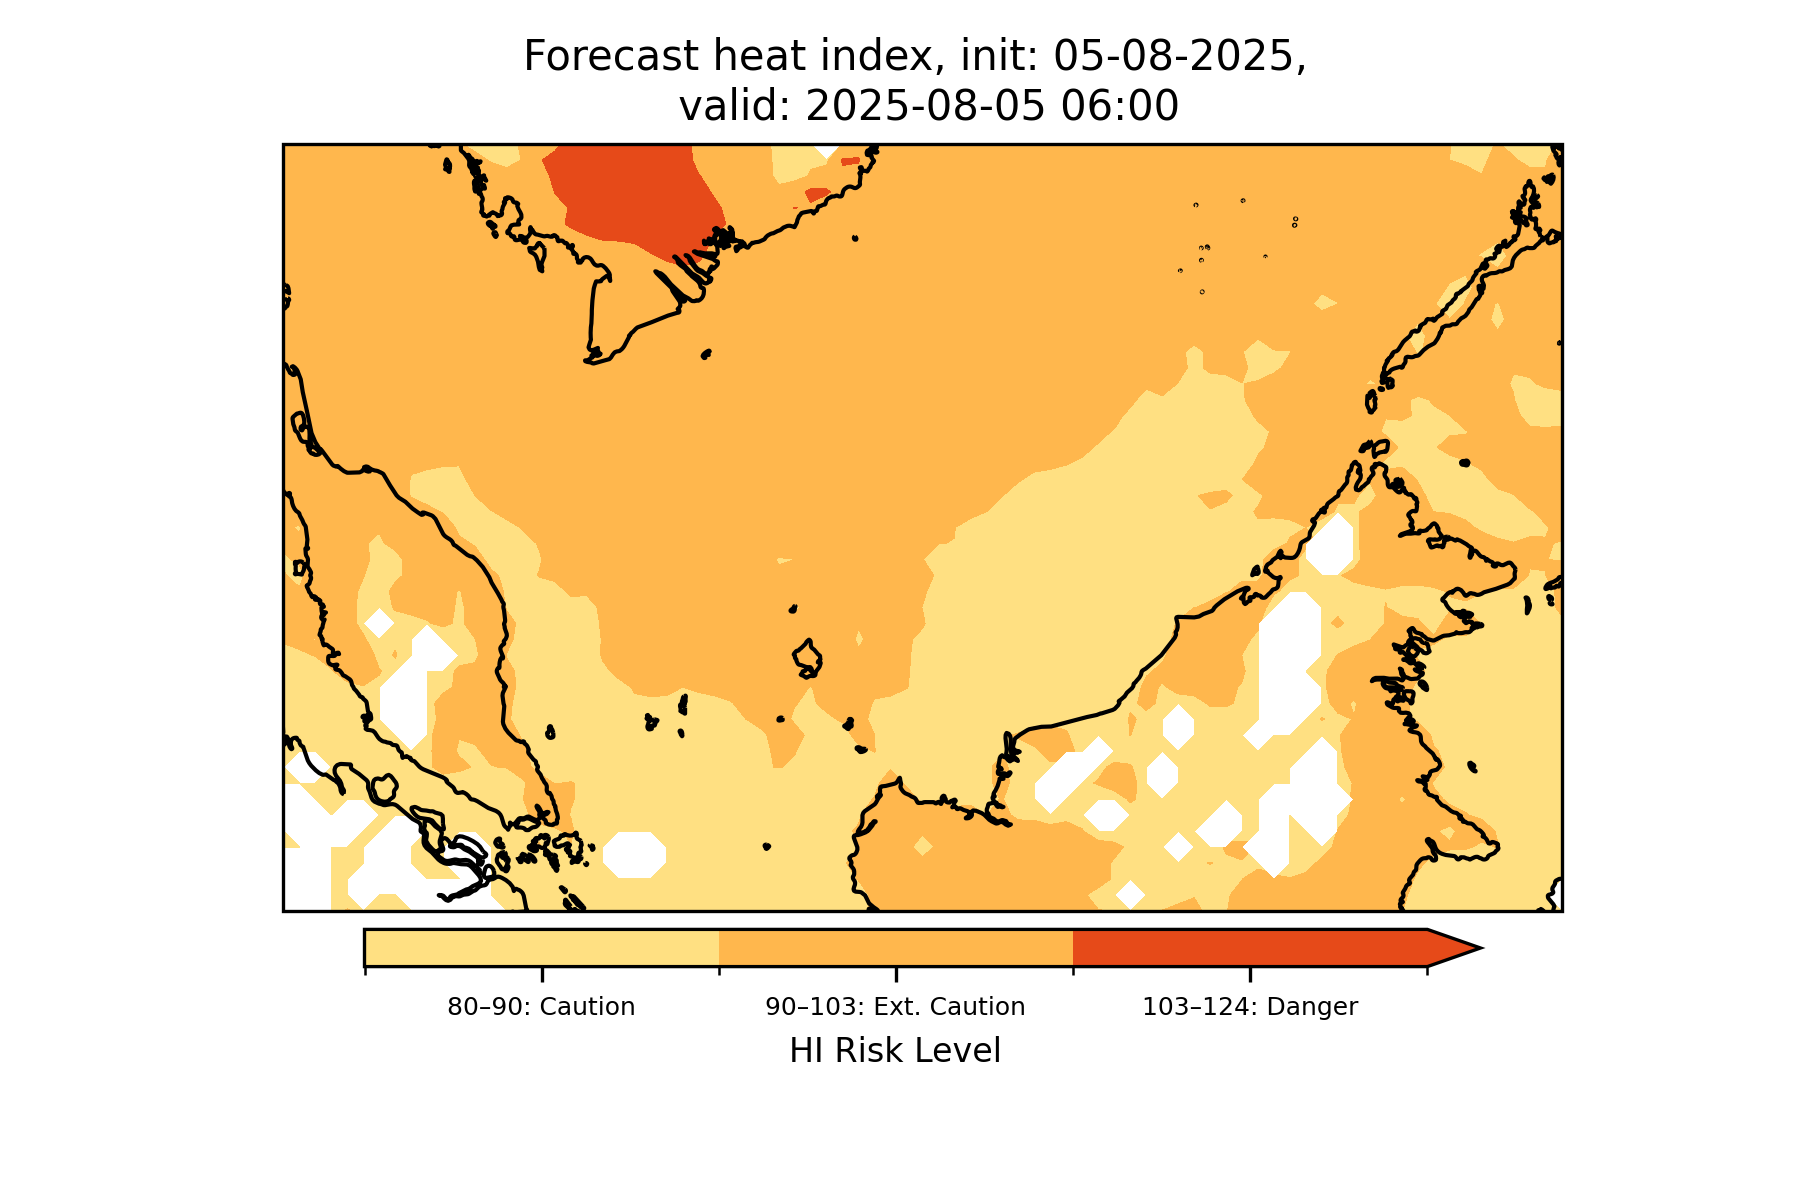 Forecast heat index, init: 05-08-2025,
valid: 2025-08-05 06:00
80–90: Caution
90–103: Ext. Caution
103–124: Danger
HI Risk Level